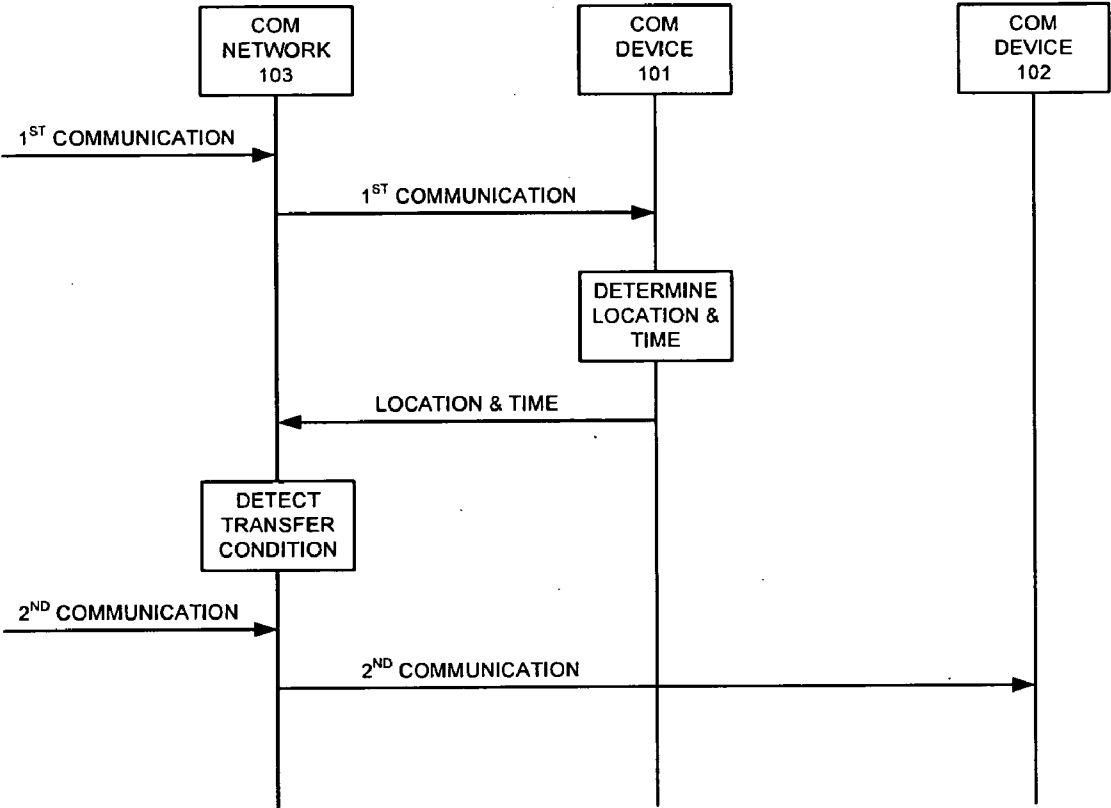 COM
NETWORK
103
COM
DEVICE
101
COM
DEVICE
102
1ST COMMUNICATION
1ST COMMUNICATION
DETERMINE
LOCATION &
TIME
LOCATION & TIME
DETECT
TRANSFER
CONDITION
2ND COMMUNICATION
2ND COMMUNICATION